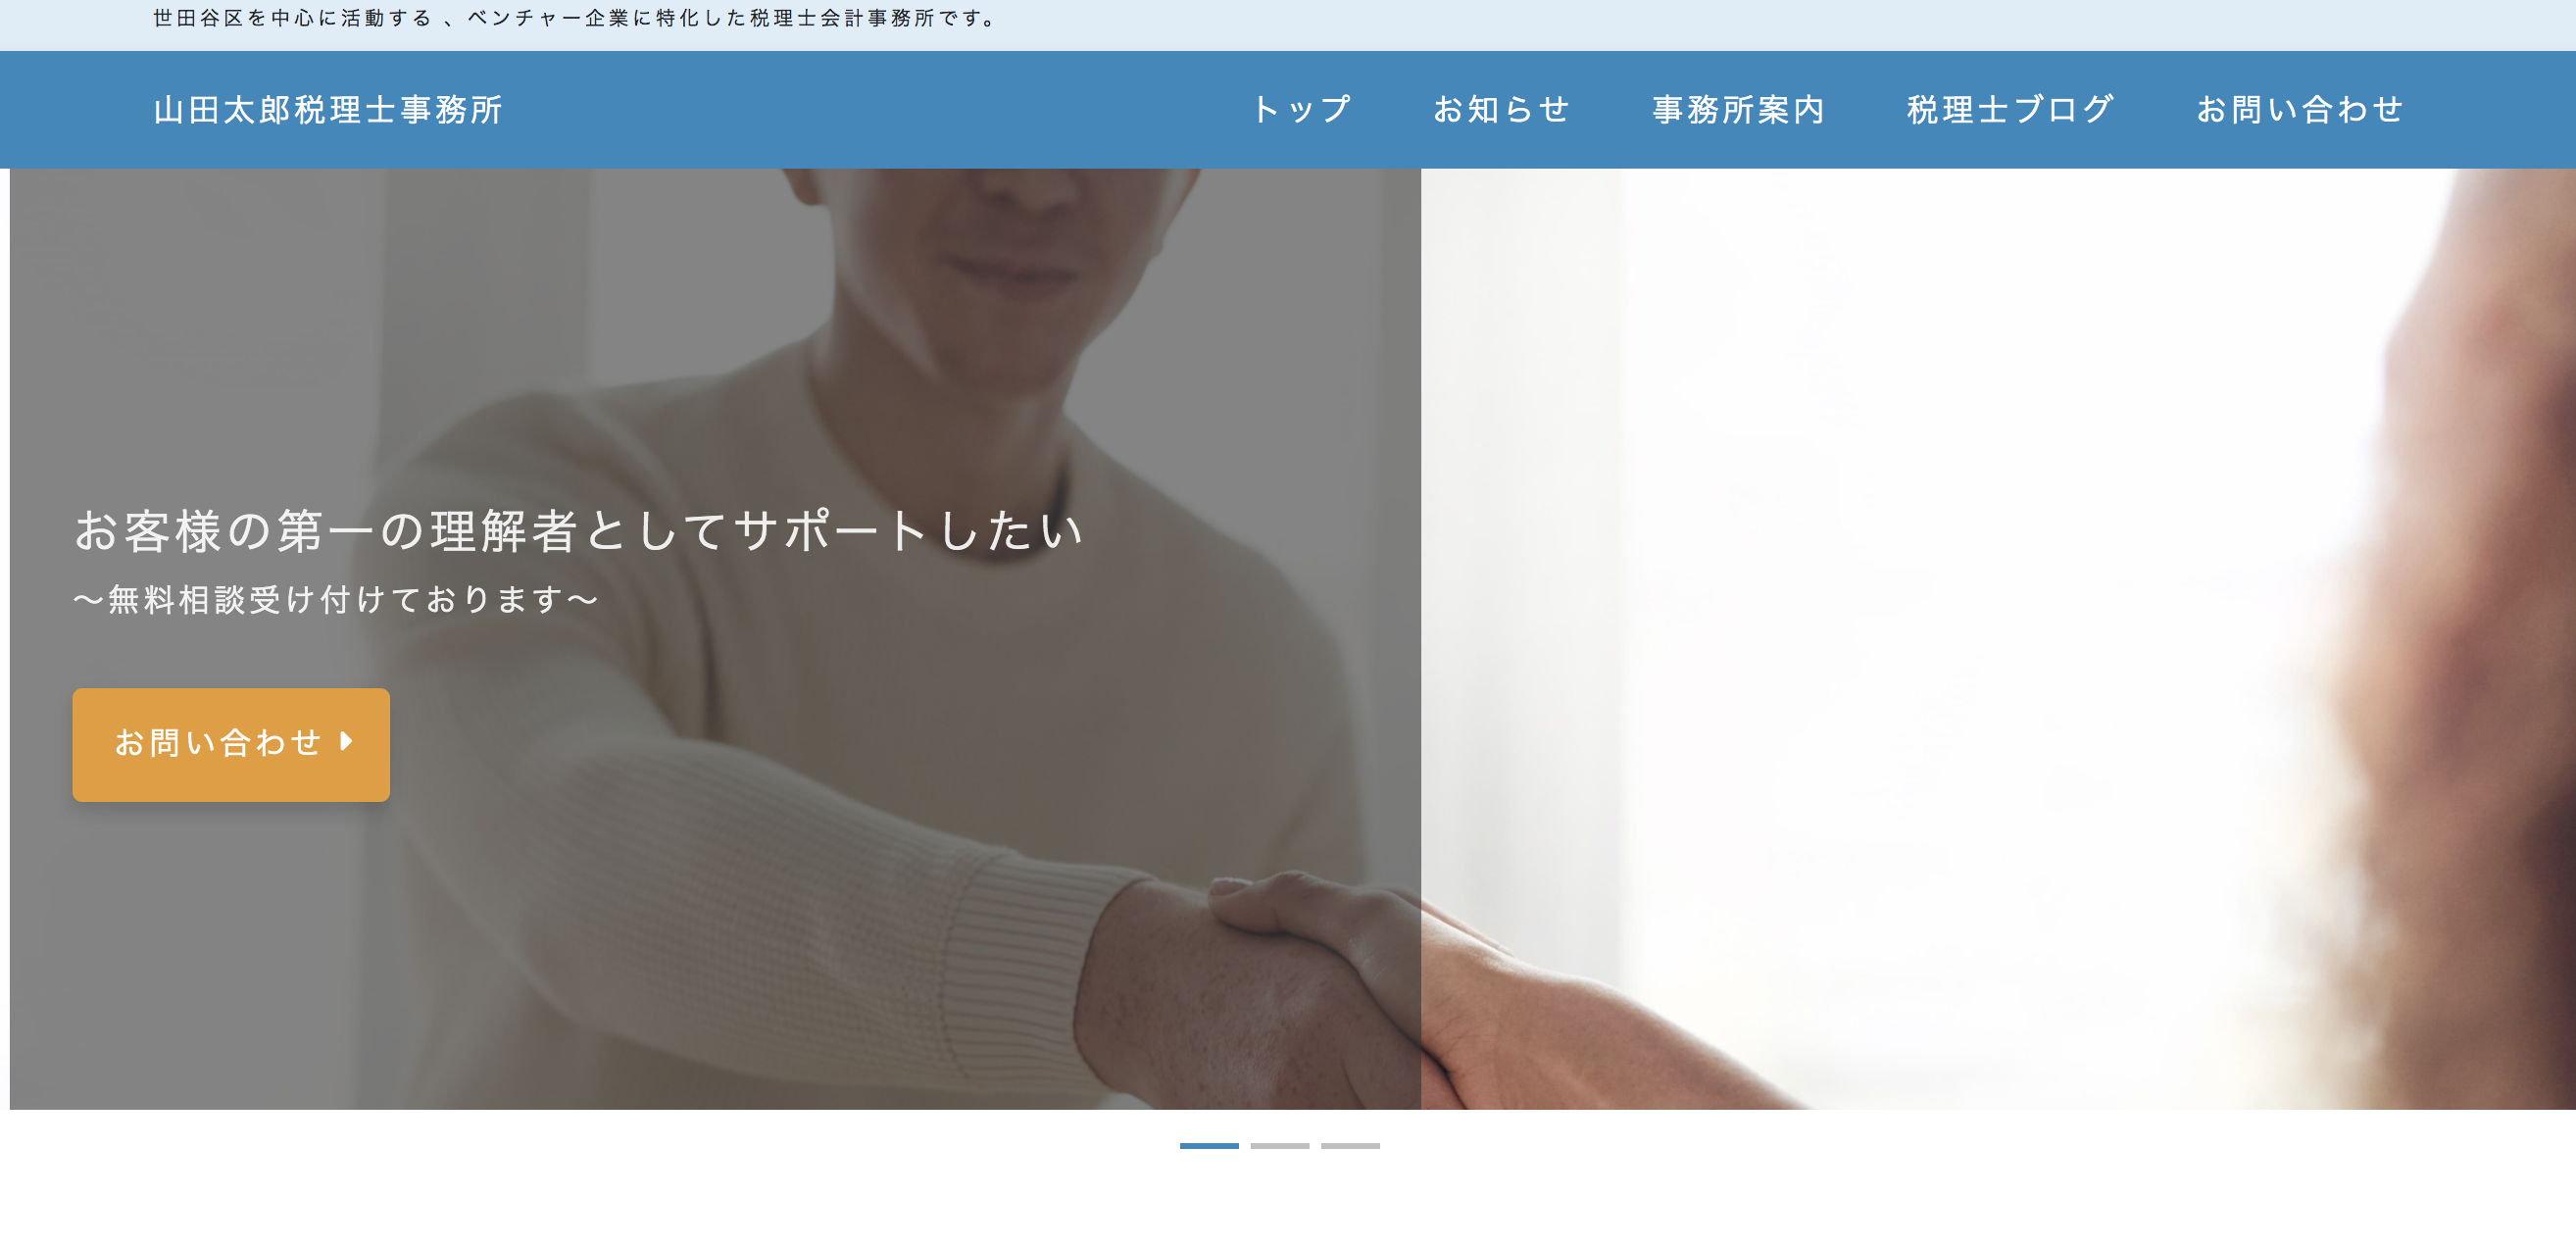 世田谷区を中心に活動する 、ベンチャー企業に特化した税理士会計事務所です。
山田太郎税理士事務所
トップ
お知らせ
事務所案内
税理士ブログ
お問い合わせ
お客様の第一の理解者としてサポートしたい
〜無料相談受け付けております〜
お問い合わせ